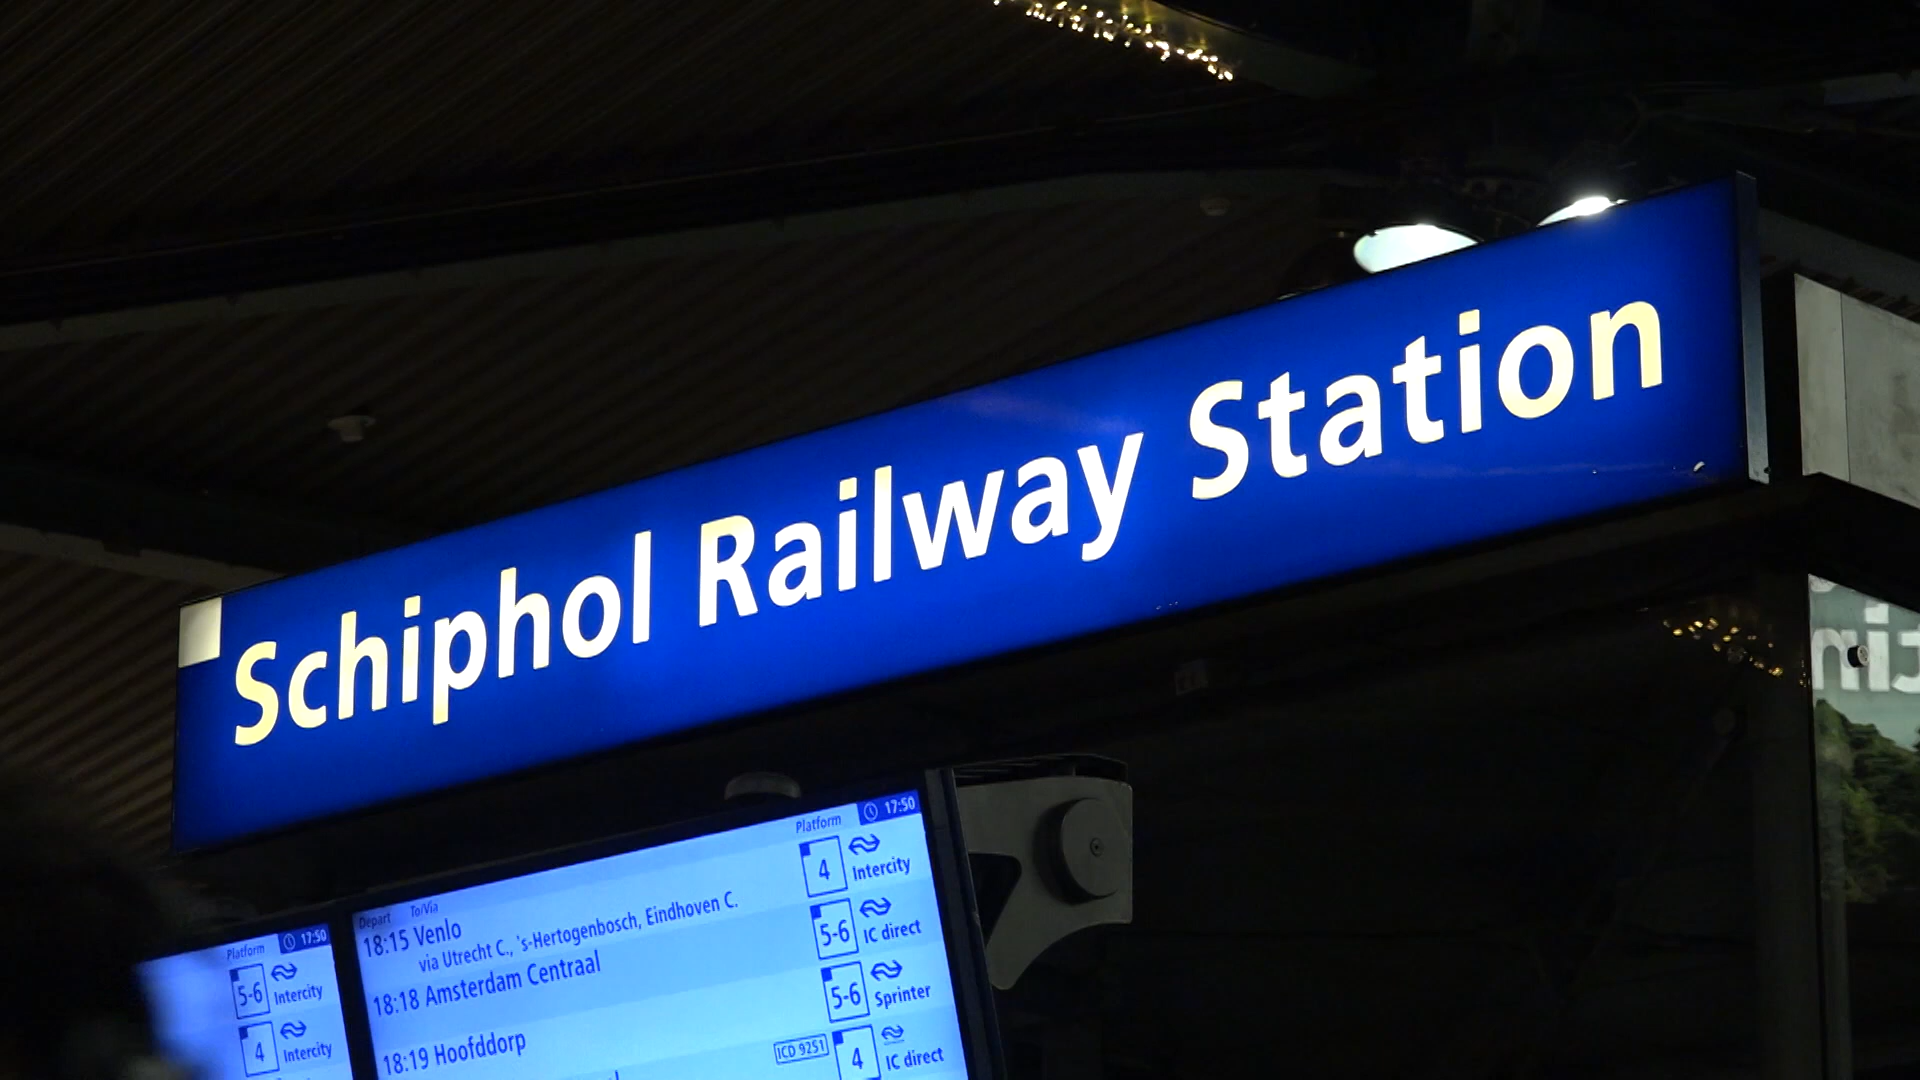 Schiphol Railway Station
Platform 17:50
5-6 Intercity
4 Intercity
Depart To/Via Platform 17:50
18:15 Venlo 4 Intercity
via Utrecht C., 's-Hertogenbosch, Eindhoven C.
18:18 Amsterdam Centraal 5-6 IC direct
18:19 Hoofddorp 5-6 Sprinter
ICD 9251 4 IC direct